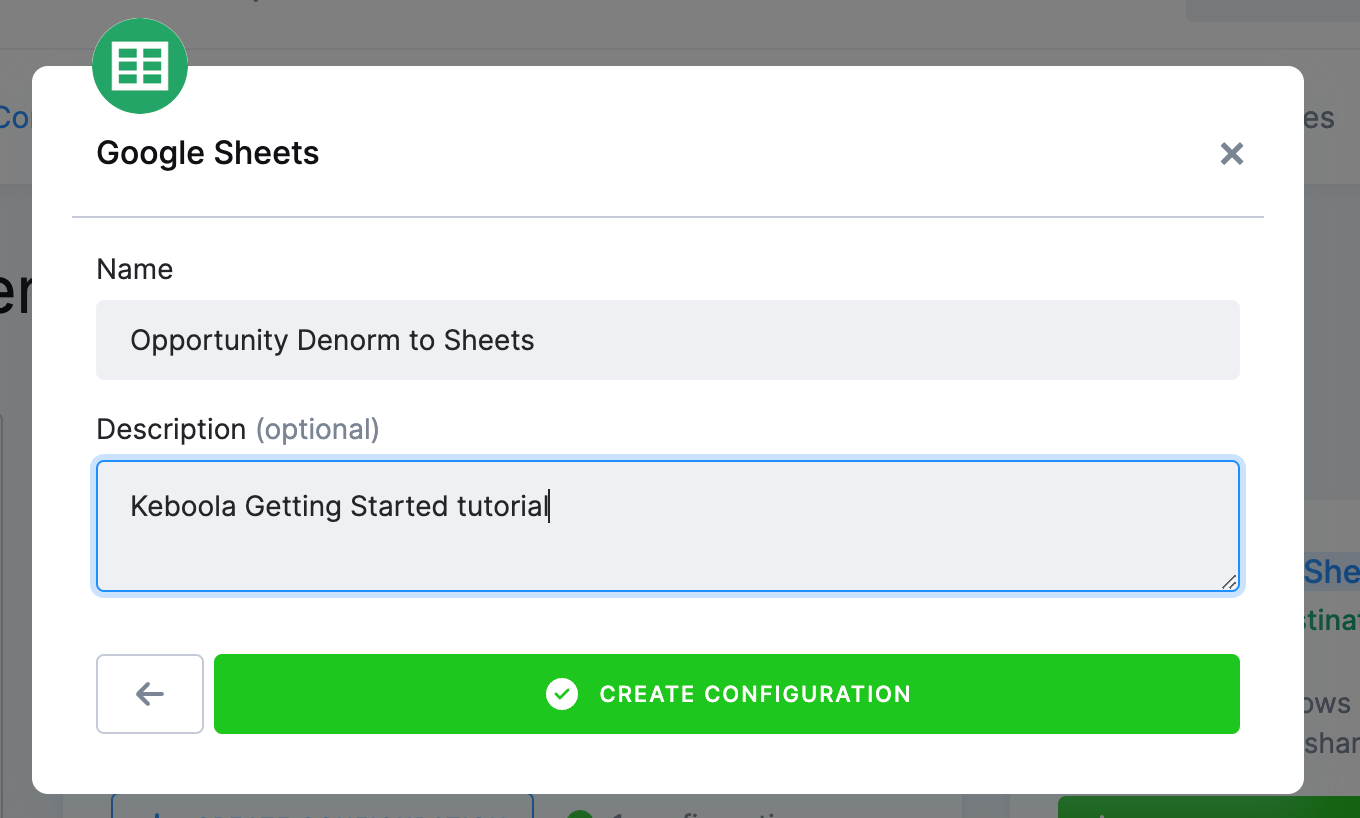 Google Sheets
Name
Opportunity Denorm to Sheets
Description (optional)
Keboola Getting Started tutorial
CREATE CONFIGURATION